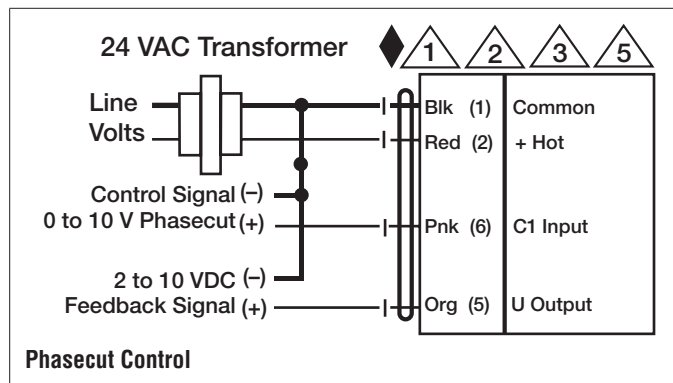 24 VAC Transformer
1 2 3 5
Line
Volts
Blk (1) Common
Red (2) + Hot
Control Signal (–)
0 to 10 V Phasecut (+)
Pnk (6) C1 Input
2 to 10 VDC (–)
Feedback Signal (+)
Org (5) U Output
Phasecut Control